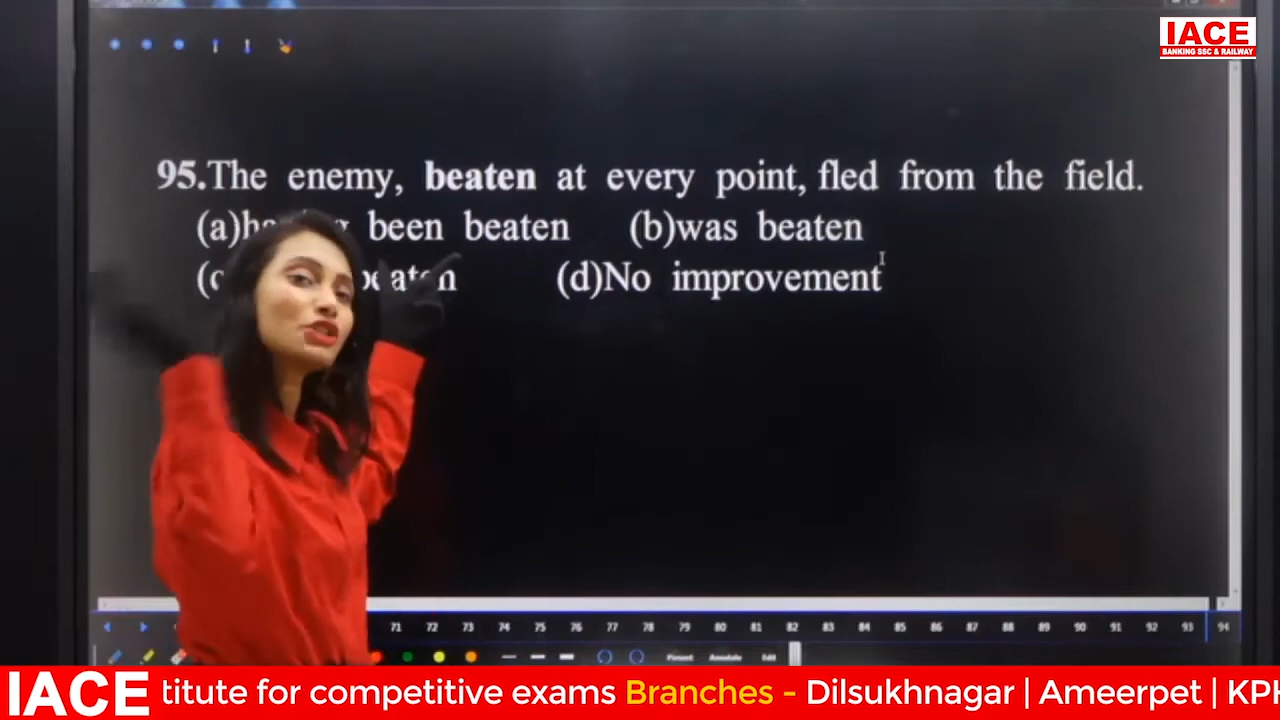 IACE
BANKING SSC & RAILWAY
95.The enemy, beaten at every point, fled from the field.
(a) been beaten (b)was beaten
(d)No improvement
71 72 73 74 75 76 77 78 79 80 81 82 83 84 85 86 87 88 89 90 91 92 93 94
IACE titute for competitive exams Branches - Dilsukhnagar | Ameerpet | KPH